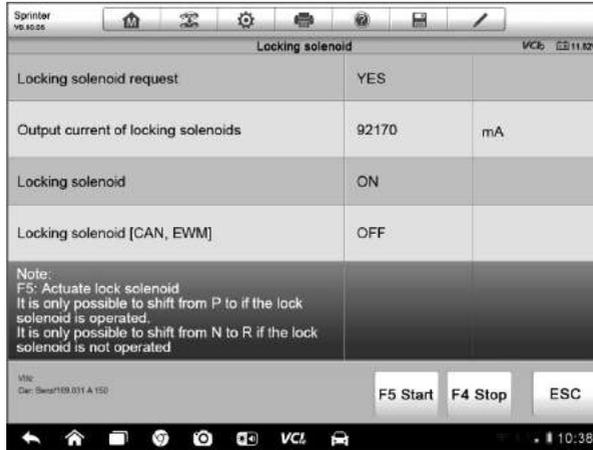 Sprinter
Locking solenoid
VCI
Locking solenoid request YES
Output current of locking solenoids 92170 mA
Locking solenoid ON
Locking solenoid [CAN, EWM] OFF
Note:
F5: Actuate lock solenoid
It is only possible to shift from P to if the lock
solenoid is operated.
It is only possible to shift from N to R if the lock
solenoid is not operated
F5 Start F4 Stop ESC
VCI 10:38